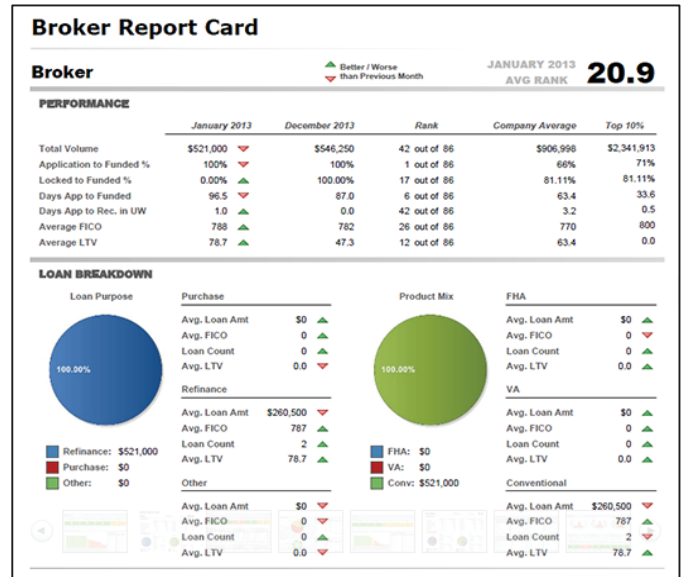 Broker Report Card
Broker
Better / Worse
than Previous Month
JANUARY 2013
AVG RANK
20.9
PERFORMANCE
January 2013 December 2013 Rank Company Average Top 10%
Total Volume $521,000 $546,250 42 out of 86 $906,998 $2,341,913
Application to Funded % 100% 100% 1 out of 86 66% 71%
Locked to Funded % 0.00% 100.00% 17 out of 86 81.11% 81.11%
Days App to Funded 96.5 87.0 6 out of 86 63.4 33.6
Days App to Rec. in UW 1.0 0.0 42 out of 86 3.2 0.5
Average FICO 788 782 26 out of 86 770 800
Average LTV 78.7 47.3 12 out of 86 63.4 0.0
LOAN BREAKDOWN
Loan Purpose
100.00%
Refinance: $521,000
Purchase: $0
Other: $0
Purchase
Avg. Loan Amt $0
Avg. FICO 0
Loan Count 0
Avg. LTV 0.0
Refinance
Avg. Loan Amt $260,500
Avg. FICO 787
Loan Count 2
Avg. LTV 78.7
Other
Avg. Loan Amt $0
Avg. FICO 0
Loan Count 0
Avg. LTV 0.0
Product Mix
100.00%
FHA: $0
VA: $0
Conv: $521,000
FHA
Avg. Loan Amt $0
Avg. FICO 0
Loan Count 0
Avg. LTV 0.0
VA
Avg. Loan Amt $0
Avg. FICO 0
Loan Count 0
Avg. LTV 0.0
Conventional
Avg. Loan Amt $260,500
Avg. FICO 787
Loan Count 2
Avg. LTV 78.7